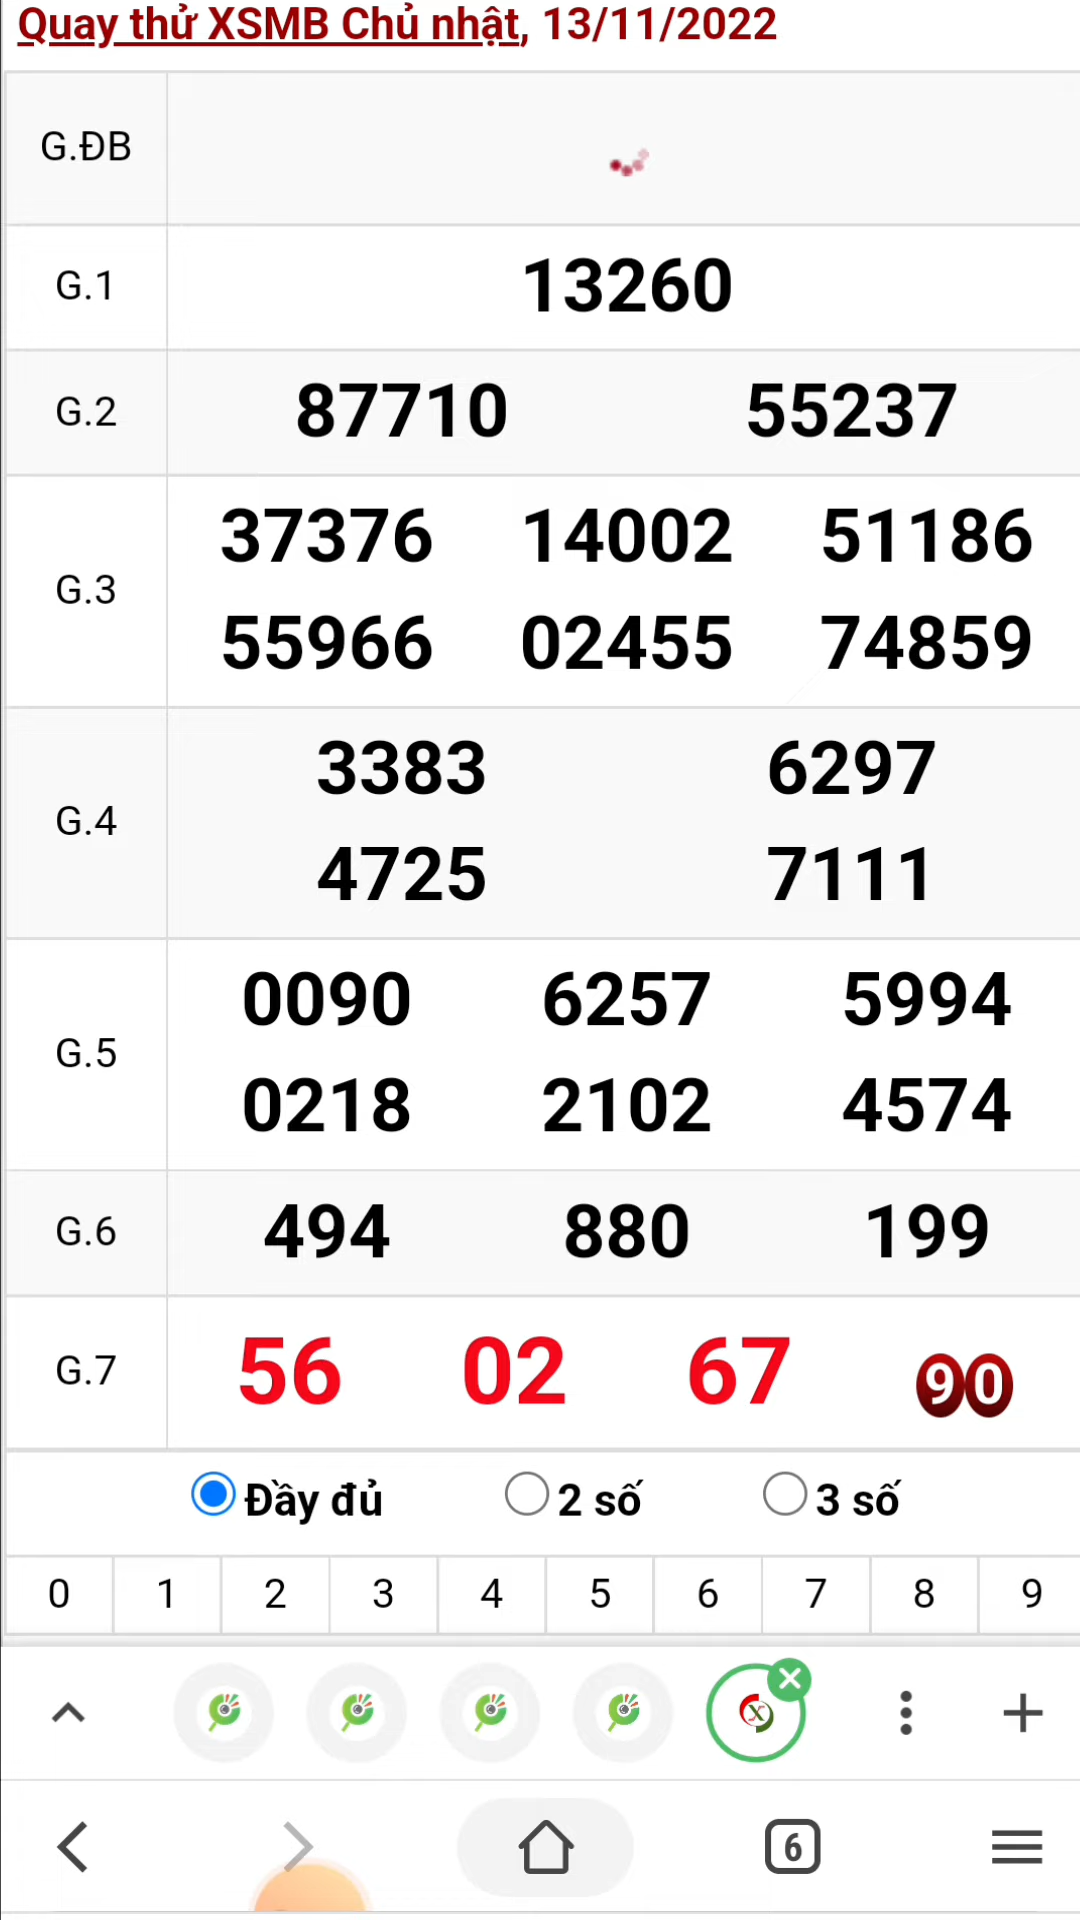 Quay thử XSMB Chủ nhật, 13/11/2022
G.ĐB
G.1 13260
G.2 87710 55237
G.3 37376 14002 51186
55966 02455 74859
G.4 3383 6297
4725 7111
G.5 0090 6257 5994
0218 2102 4574
G.6 494 880 199
G.7 56 02 67 90
Đầy đủ 2 số 3 số
0 1 2 3 4 5 6 7 8 9
X
6